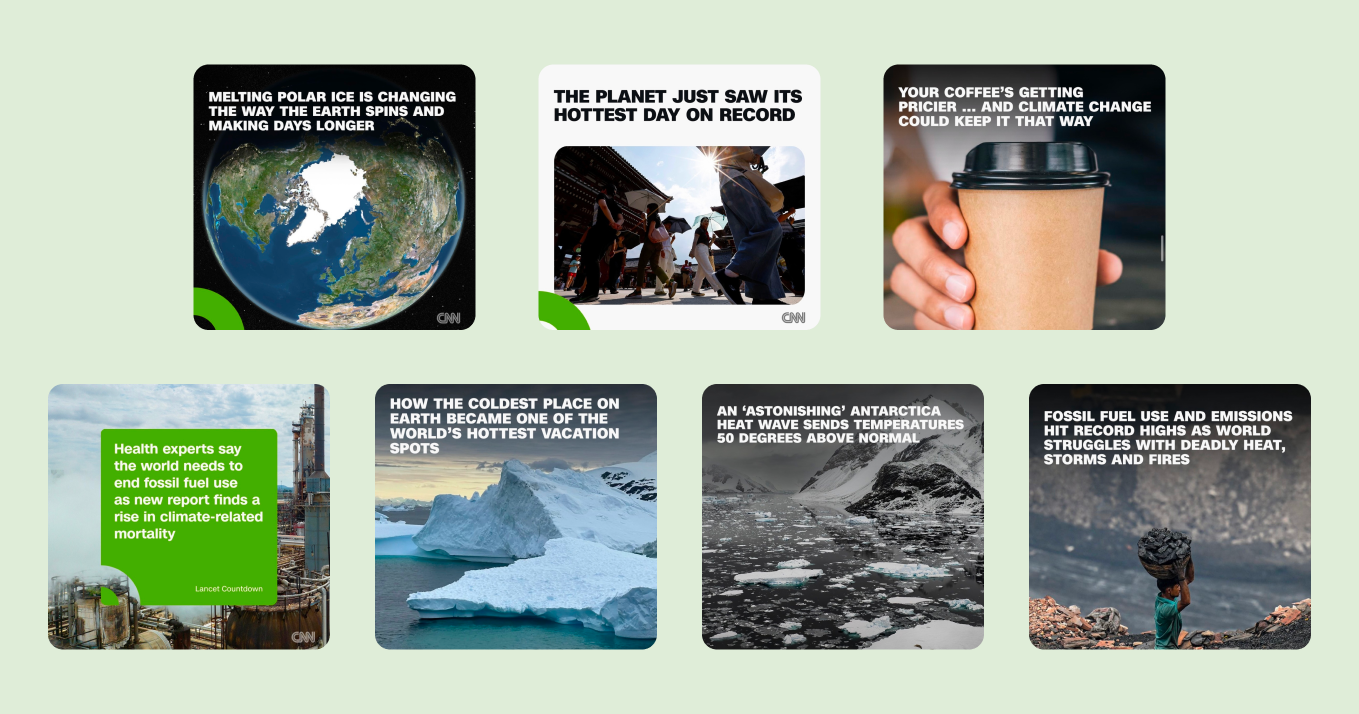 MELTING POLAR ICE IS CHANGING
THE WAY THE EARTH SPINS AND
MAKING DAYS LONGER
CNN
THE PLANET JUST SAW ITS
HOTTEST DAY ON RECORD
CNN
YOUR COFFEE'S GETTING
PRICIER ... AND CLIMATE CHANGE
COULD KEEP IT THAT WAY
Health experts say
the world needs to
end fossil fuel use
as new report finds a
rise in climate-related
mortality
Lancet Countdown
CNN
HOW THE COLDEST PLACE ON
EARTH BECAME ONE OF THE
WORLD'S HOTTEST VACATION
SPOTS
AN 'ASTONISHING' ANTARCTICA
HEAT WAVE SENDS TEMPERATURES
50 DEGREES ABOVE NORMAL
FOSSIL FUEL USE AND EMISSIONS
HIT RECORD HIGHS AS WORLD
STRUGGLES WITH DEADLY HEAT,
STORMS AND FIRES